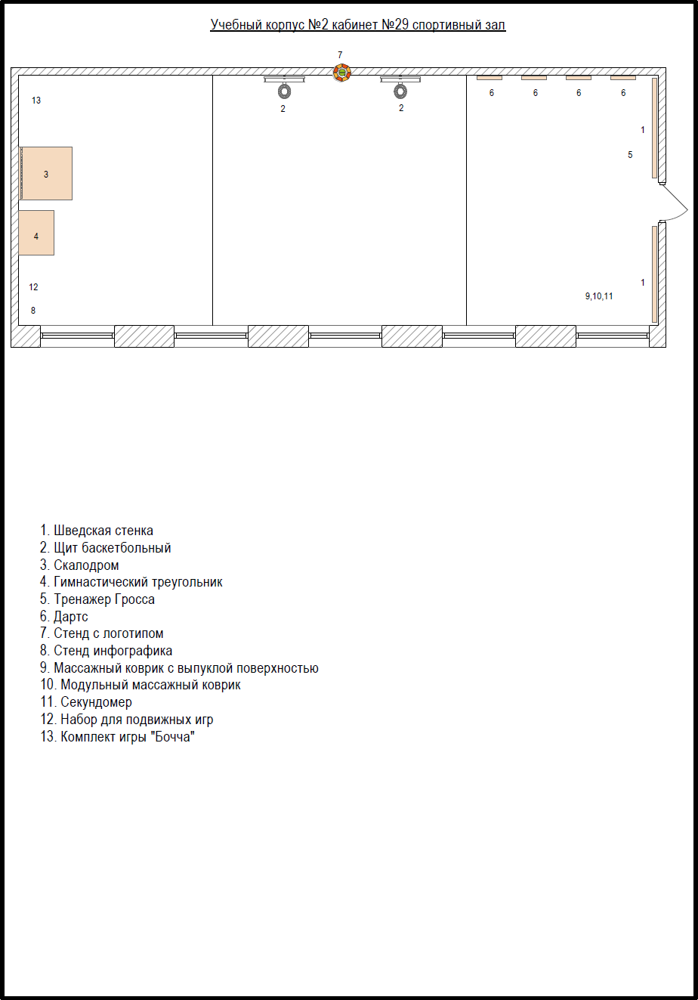 Учебный корпус №2 кабинет №29 спортивный зал
7
13
2
2
6
6
6
6
1
5
3
4
12
8
1
9,10,11
1. Шведская стенка
2. Щит баскетбольный
3. Скалодром
4. Гимнастический треугольник
5. Тренажер Гросса
6. Дартс
7. Стенд с логотипом
8. Стенд инфографика
9. Массажный коврик с выпуклой поверхностью
10. Модульный массажный коврик
11. Секундомер
12. Набор для подвижных игр
13. Комплект игры "Бочча"